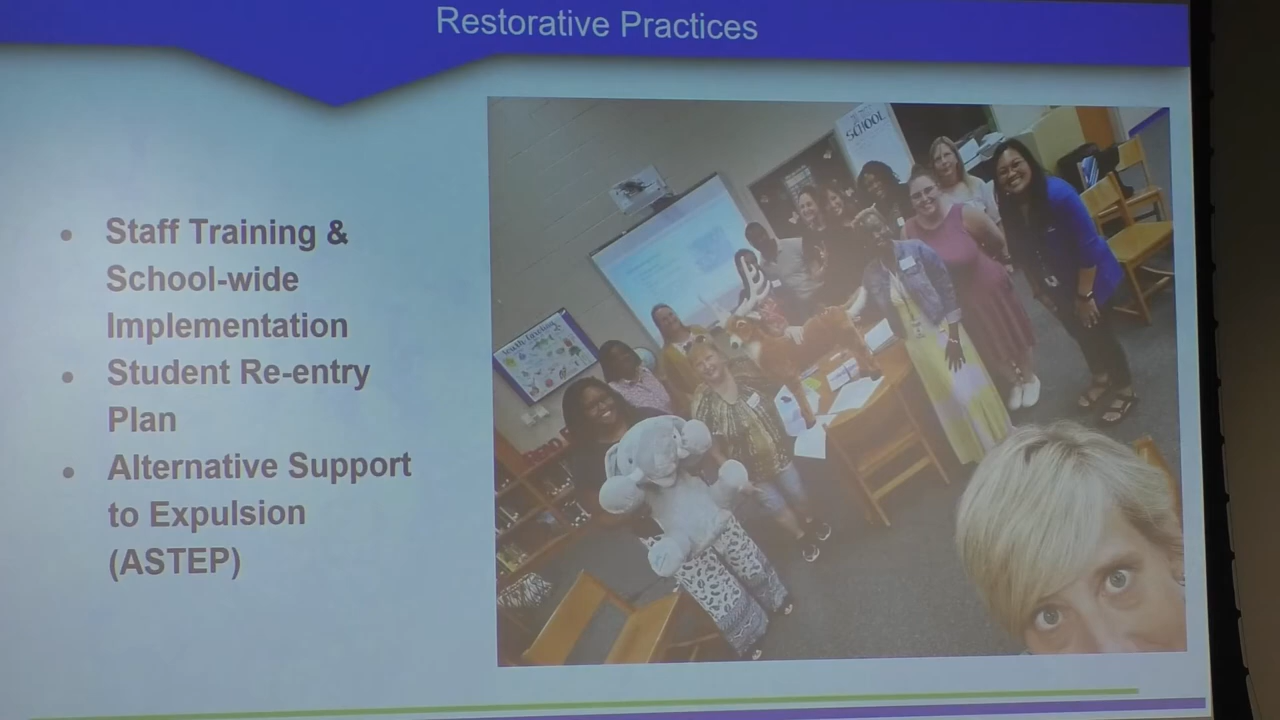 Restorative Practices
• Staff Training &
School-wide
Implementation
• Student Re-entry
Plan
• Alternative Support
to Expulsion
(ASTEP)
SCHOOL